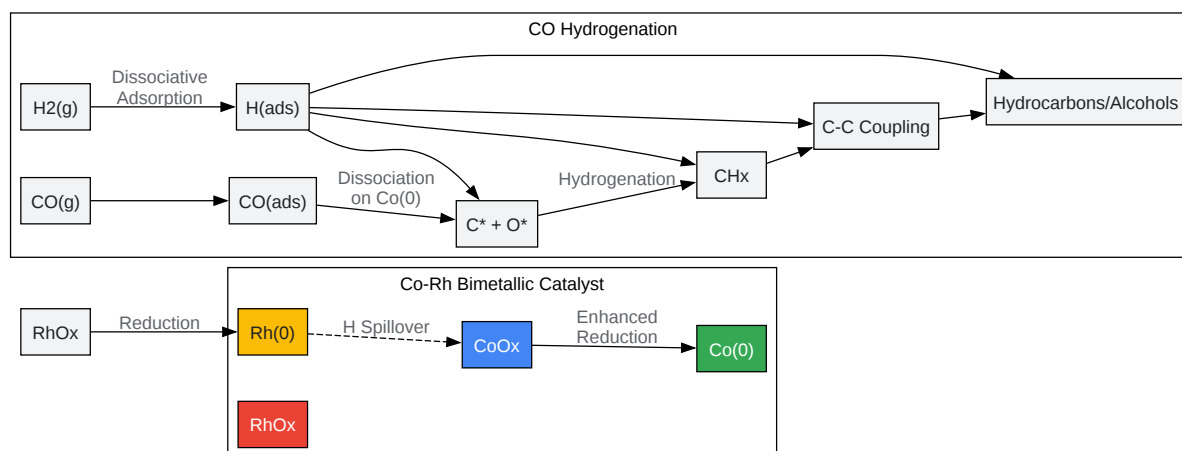 CO Hydrogenation
H2(g)
Dissociative
Adsorption
H(ads)
Hydrocarbons/Alcohols
C-C Coupling
CHx
Hydrogenation
CO(g)
CO(ads)
Dissociation
on Co(0)
C* + O*
Co-Rh Bimetallic Catalyst
RhOx
Reduction
Rh(0)
H Spillover
CoOx
Enhanced
Reduction
Co(0)
RhOx